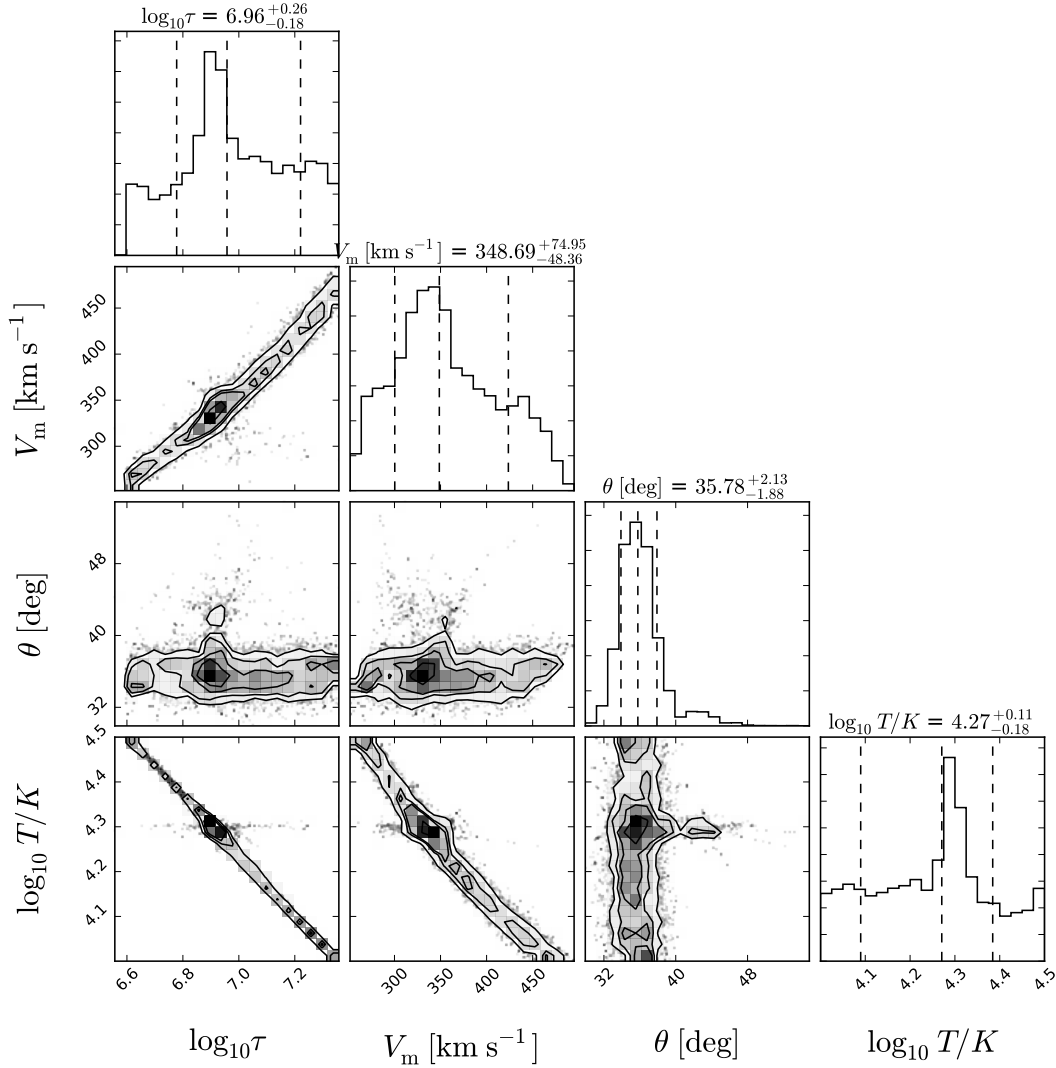 log₁₀τ = 6.96 +0.26 −0.18
V_m [km s⁻¹] = 348.69 +74.95 −48.36
V_m [km s⁻¹]
450
400
350
300
θ [deg] = 35.78 +2.13 −1.88
θ [deg]
48
40
32
log₁₀ T/K = 4.27 +0.11 −0.18
log₁₀ T/K
4.5
4.4
4.3
4.2
4.1
6.6 6.8 7.0 7.2
300 350 400 450
32 40 48
4.1 4.2 4.3 4.4 4.5
log₁₀τ
V_m [km s⁻¹]
θ [deg]
log₁₀ T/K